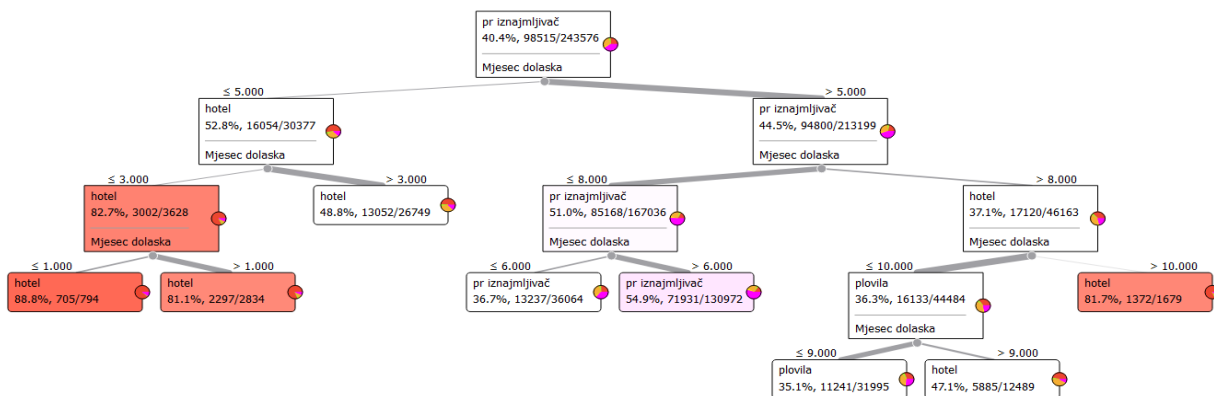 pr iznajmljivač
40.4%, 98515/243576
Mjesec dolaska
≤ 5.000
hotel
52.8%, 16054/30377
Mjesec dolaska
> 5.000
pr iznajmljivač
44.5%, 94800/213199
Mjesec dolaska
≤ 3.000
hotel
82.7%, 3002/3628
Mjesec dolaska
> 3.000
hotel
48.8%, 13052/26749
≤ 8.000
pr iznajmljivač
51.0%, 85168/167036
Mjesec dolaska
> 8.000
hotel
37.1%, 17120/46163
Mjesec dolaska
≤ 1.000
hotel
88.8%, 705/794
> 1.000
hotel
81.1%, 2297/2834
≤ 6.000
pr iznajmljivač
36.7%, 13237/36064
> 6.000
pr iznajmljivač
54.9%, 71931/130972
≤ 10.000
plovila
36.3%, 16133/44484
Mjesec dolaska
> 10.000
hotel
81.7%, 1372/1679
≤ 9.000
plovila
35.1%, 11241/31995
> 9.000
hotel
47.1%, 5885/12489